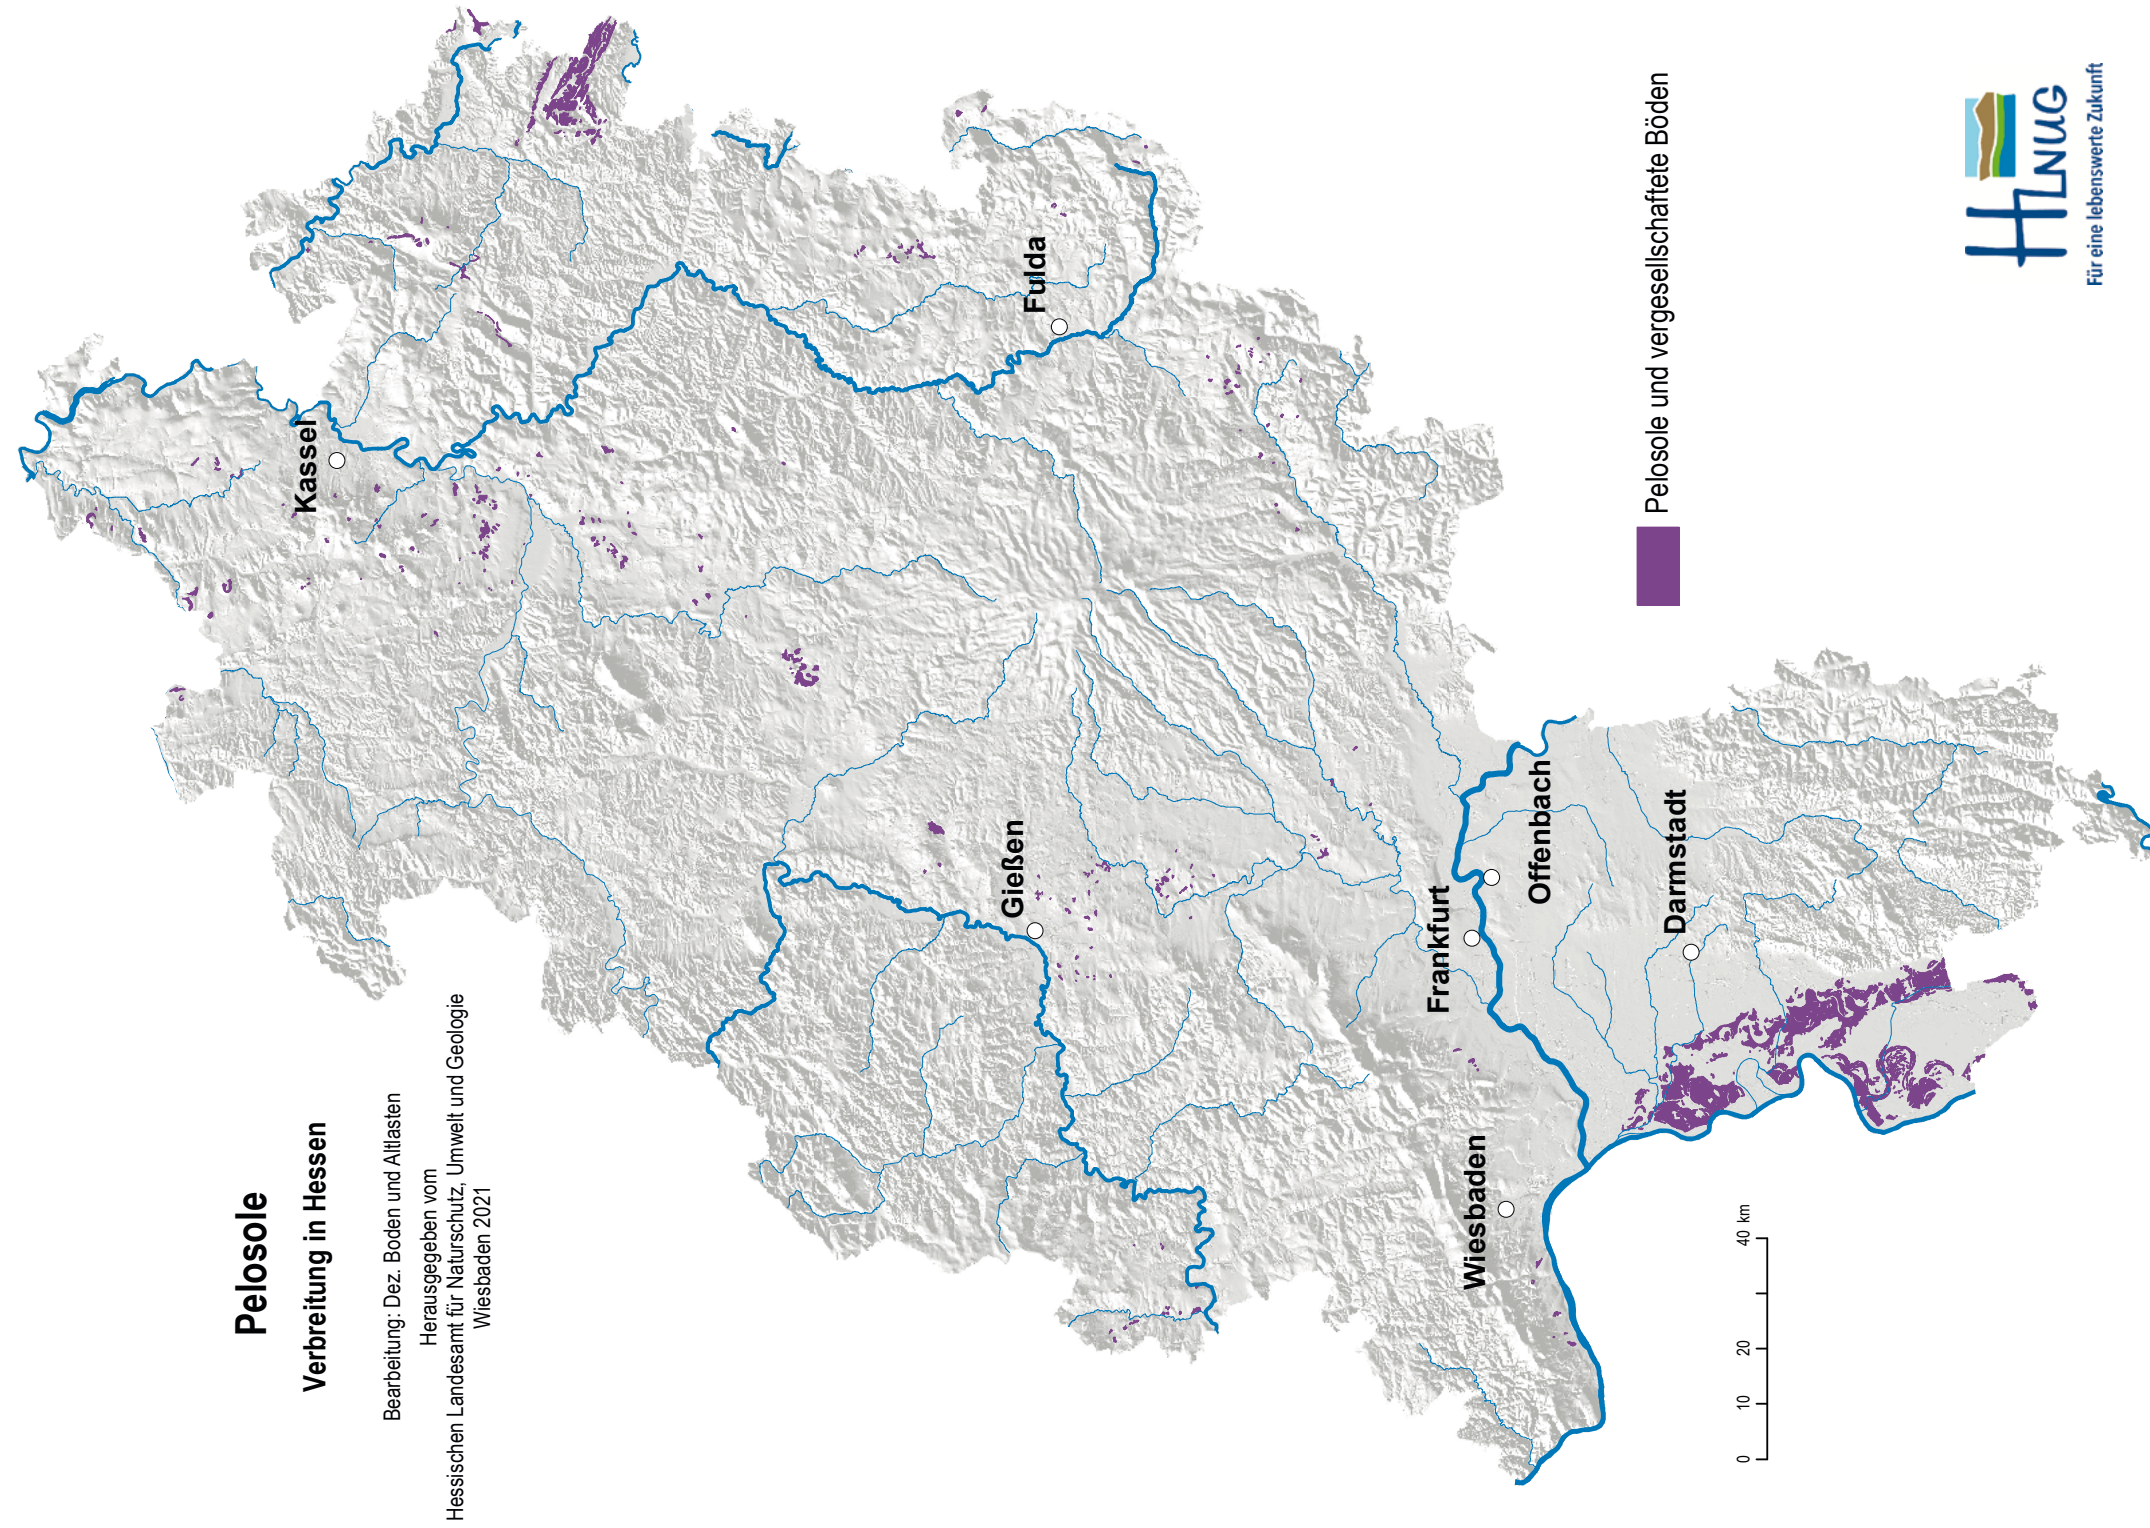 Pelosole
Verbreitung in Hessen
Bearbeitung: Dez. Boden und Altlasten
Herausgegeben vom
Hessischen Landesamt für Naturschutz, Umwelt und Geologie
Wiesbaden 2021
Kassel
Fulda
Gießen
Frankfurt
Offenbach
Wiesbaden
Darmstadt
0 10 20 40 km
Pelosole und vergesellschaftete Böden
HLNUG
Für eine lebenswerte Zukunft